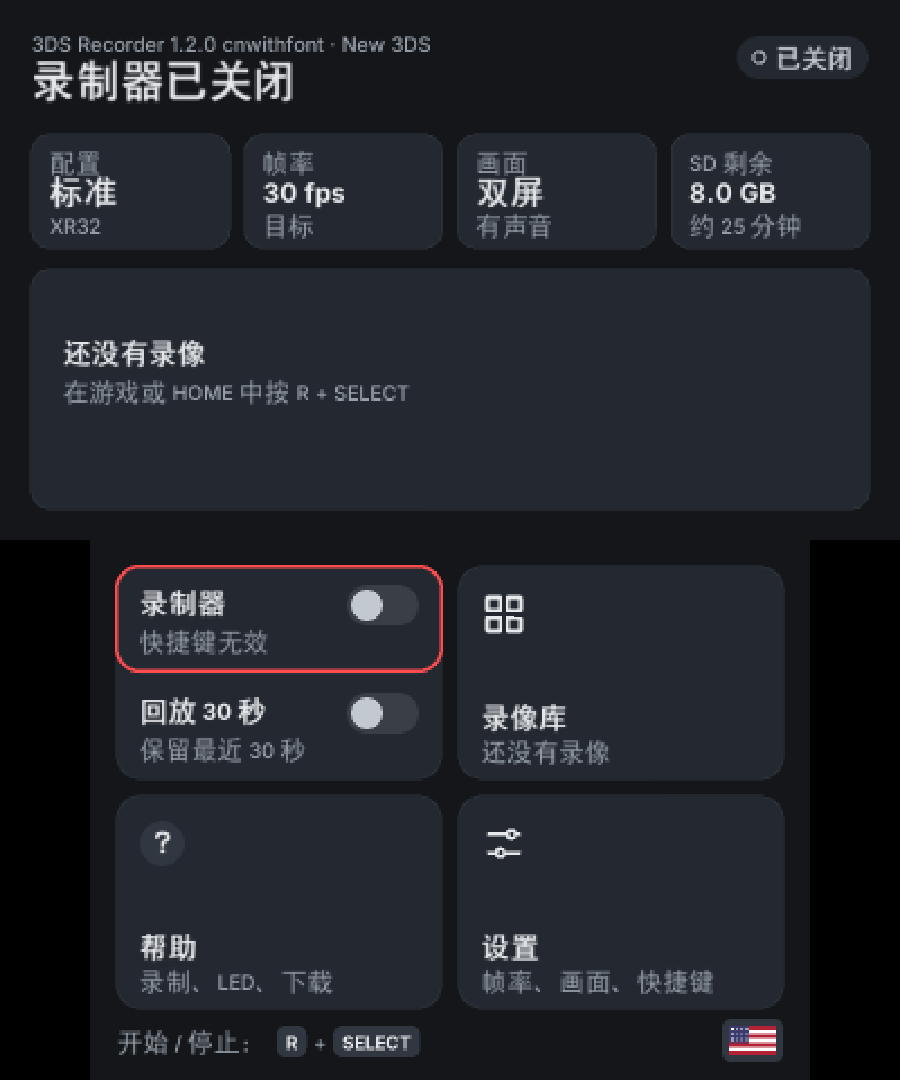 3DS Recorder 1.2.0 cnwithfont · New 3DS
录制器已关闭
已关闭
配置
标准
XR32
帧率
30 fps
目标
画面
双屏
有声音
SD 剩余
8.0 GB
约 25 分钟
还没有录像
在游戏或 HOME 中按 R + SELECT
录制器
快捷键无效
回放 30 秒
保留最近 30 秒
录像库
还没有录像
?
帮助
录制、LED、下载
设置
帧率、画面、快捷键
开始 / 停止： R + SELECT